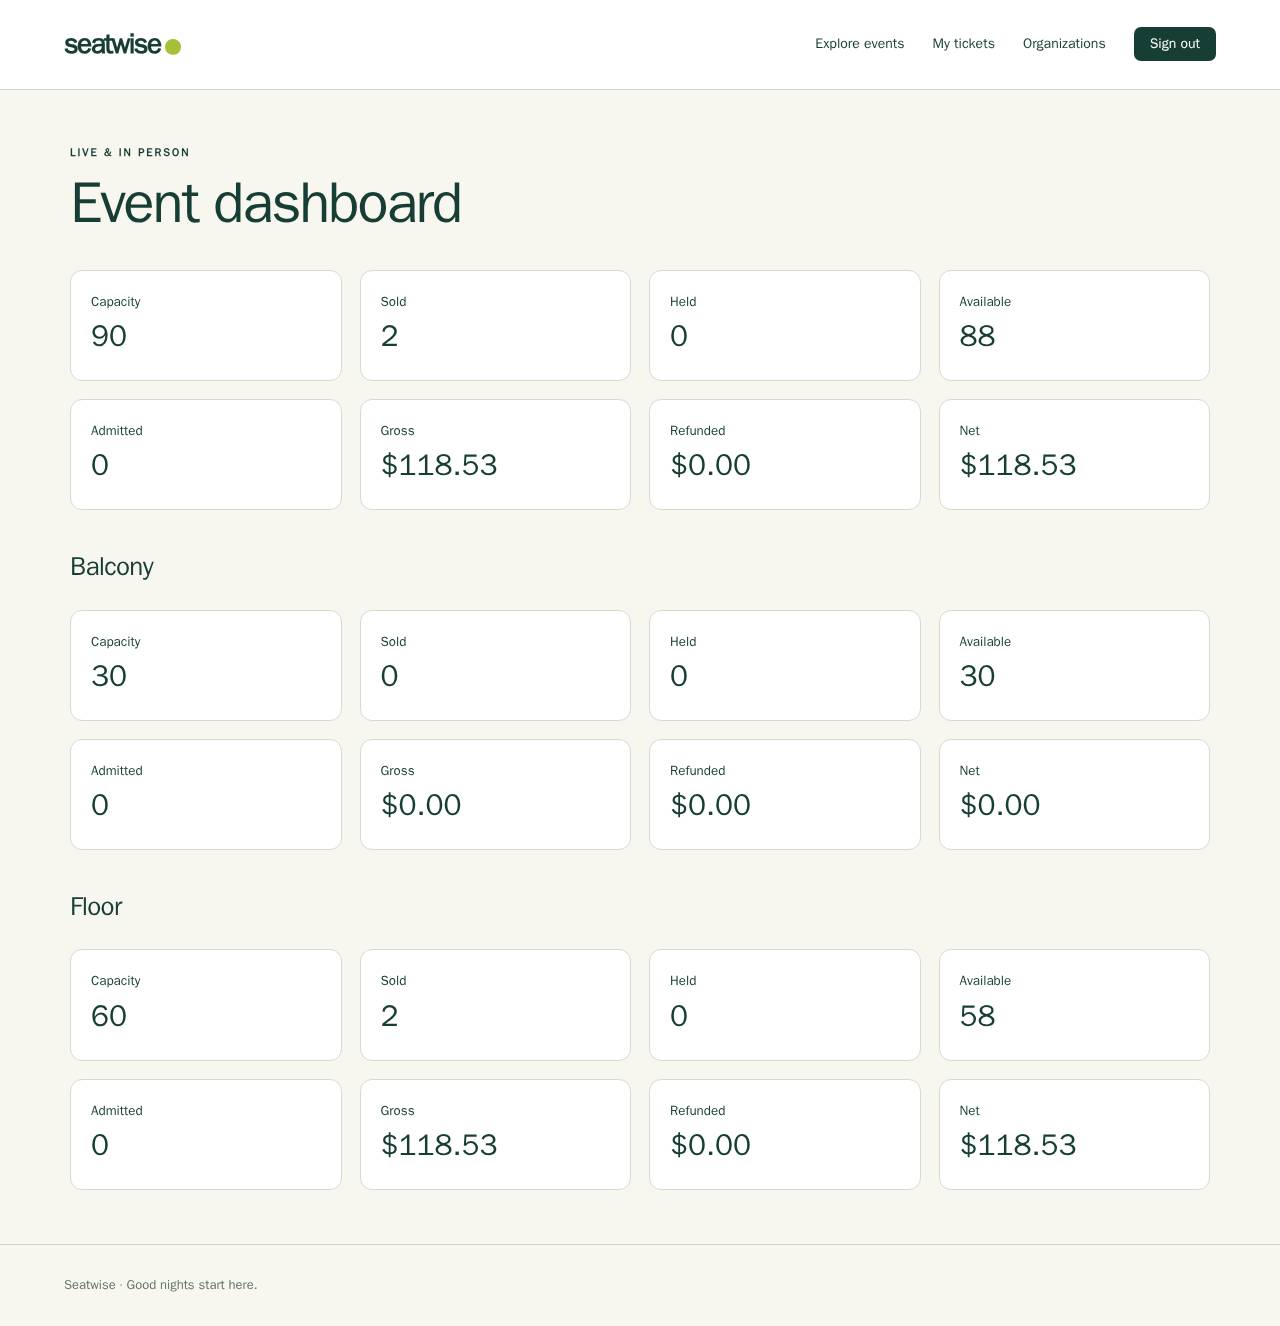 seatwise
Explore events My tickets Organizations Sign out
LIVE & IN PERSON
Event dashboard
Capacity Sold Held Available
90 2 0 88
Admitted Gross Refunded Net
0 $118.53 $0.00 $118.53
Balcony
Capacity Sold Held Available
30 0 0 30
Admitted Gross Refunded Net
0 $0.00 $0.00 $0.00
Floor
Capacity Sold Held Available
60 2 0 58
Admitted Gross Refunded Net
0 $118.53 $0.00 $118.53
Seatwise · Good nights start here.